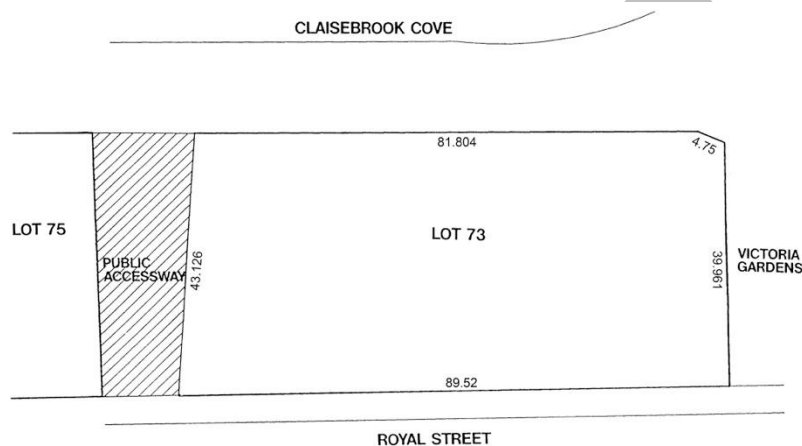 CLAISEBROOK COVE
81.804
4.75
LOT 75
LOT 73
PUBLIC
ACCESSWAY
43.126
39.961
VICTORIA
GARDENS
89.52
ROYAL STREET